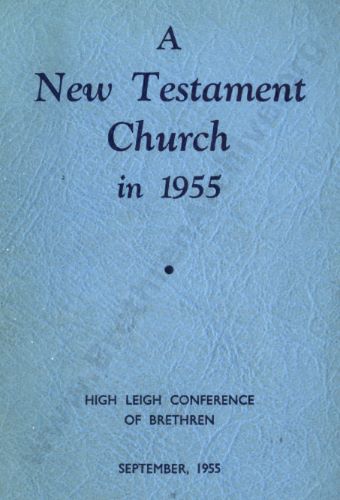 A
New Testament
Church
in 1955
•
HIGH LEIGH CONFERENCE
OF BRETHREN
SEPTEMBER, 1955